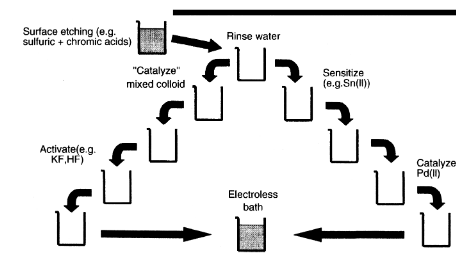 Surface etching (e.g.
sulfuric + chromic acids)
Rinse water
"Catalyze"
mixed colloid
Sensitize
(e.g.Sn(II))
Activate(e.g.
KF,HF)
Catalyze
Pd(II)
Electroless
bath